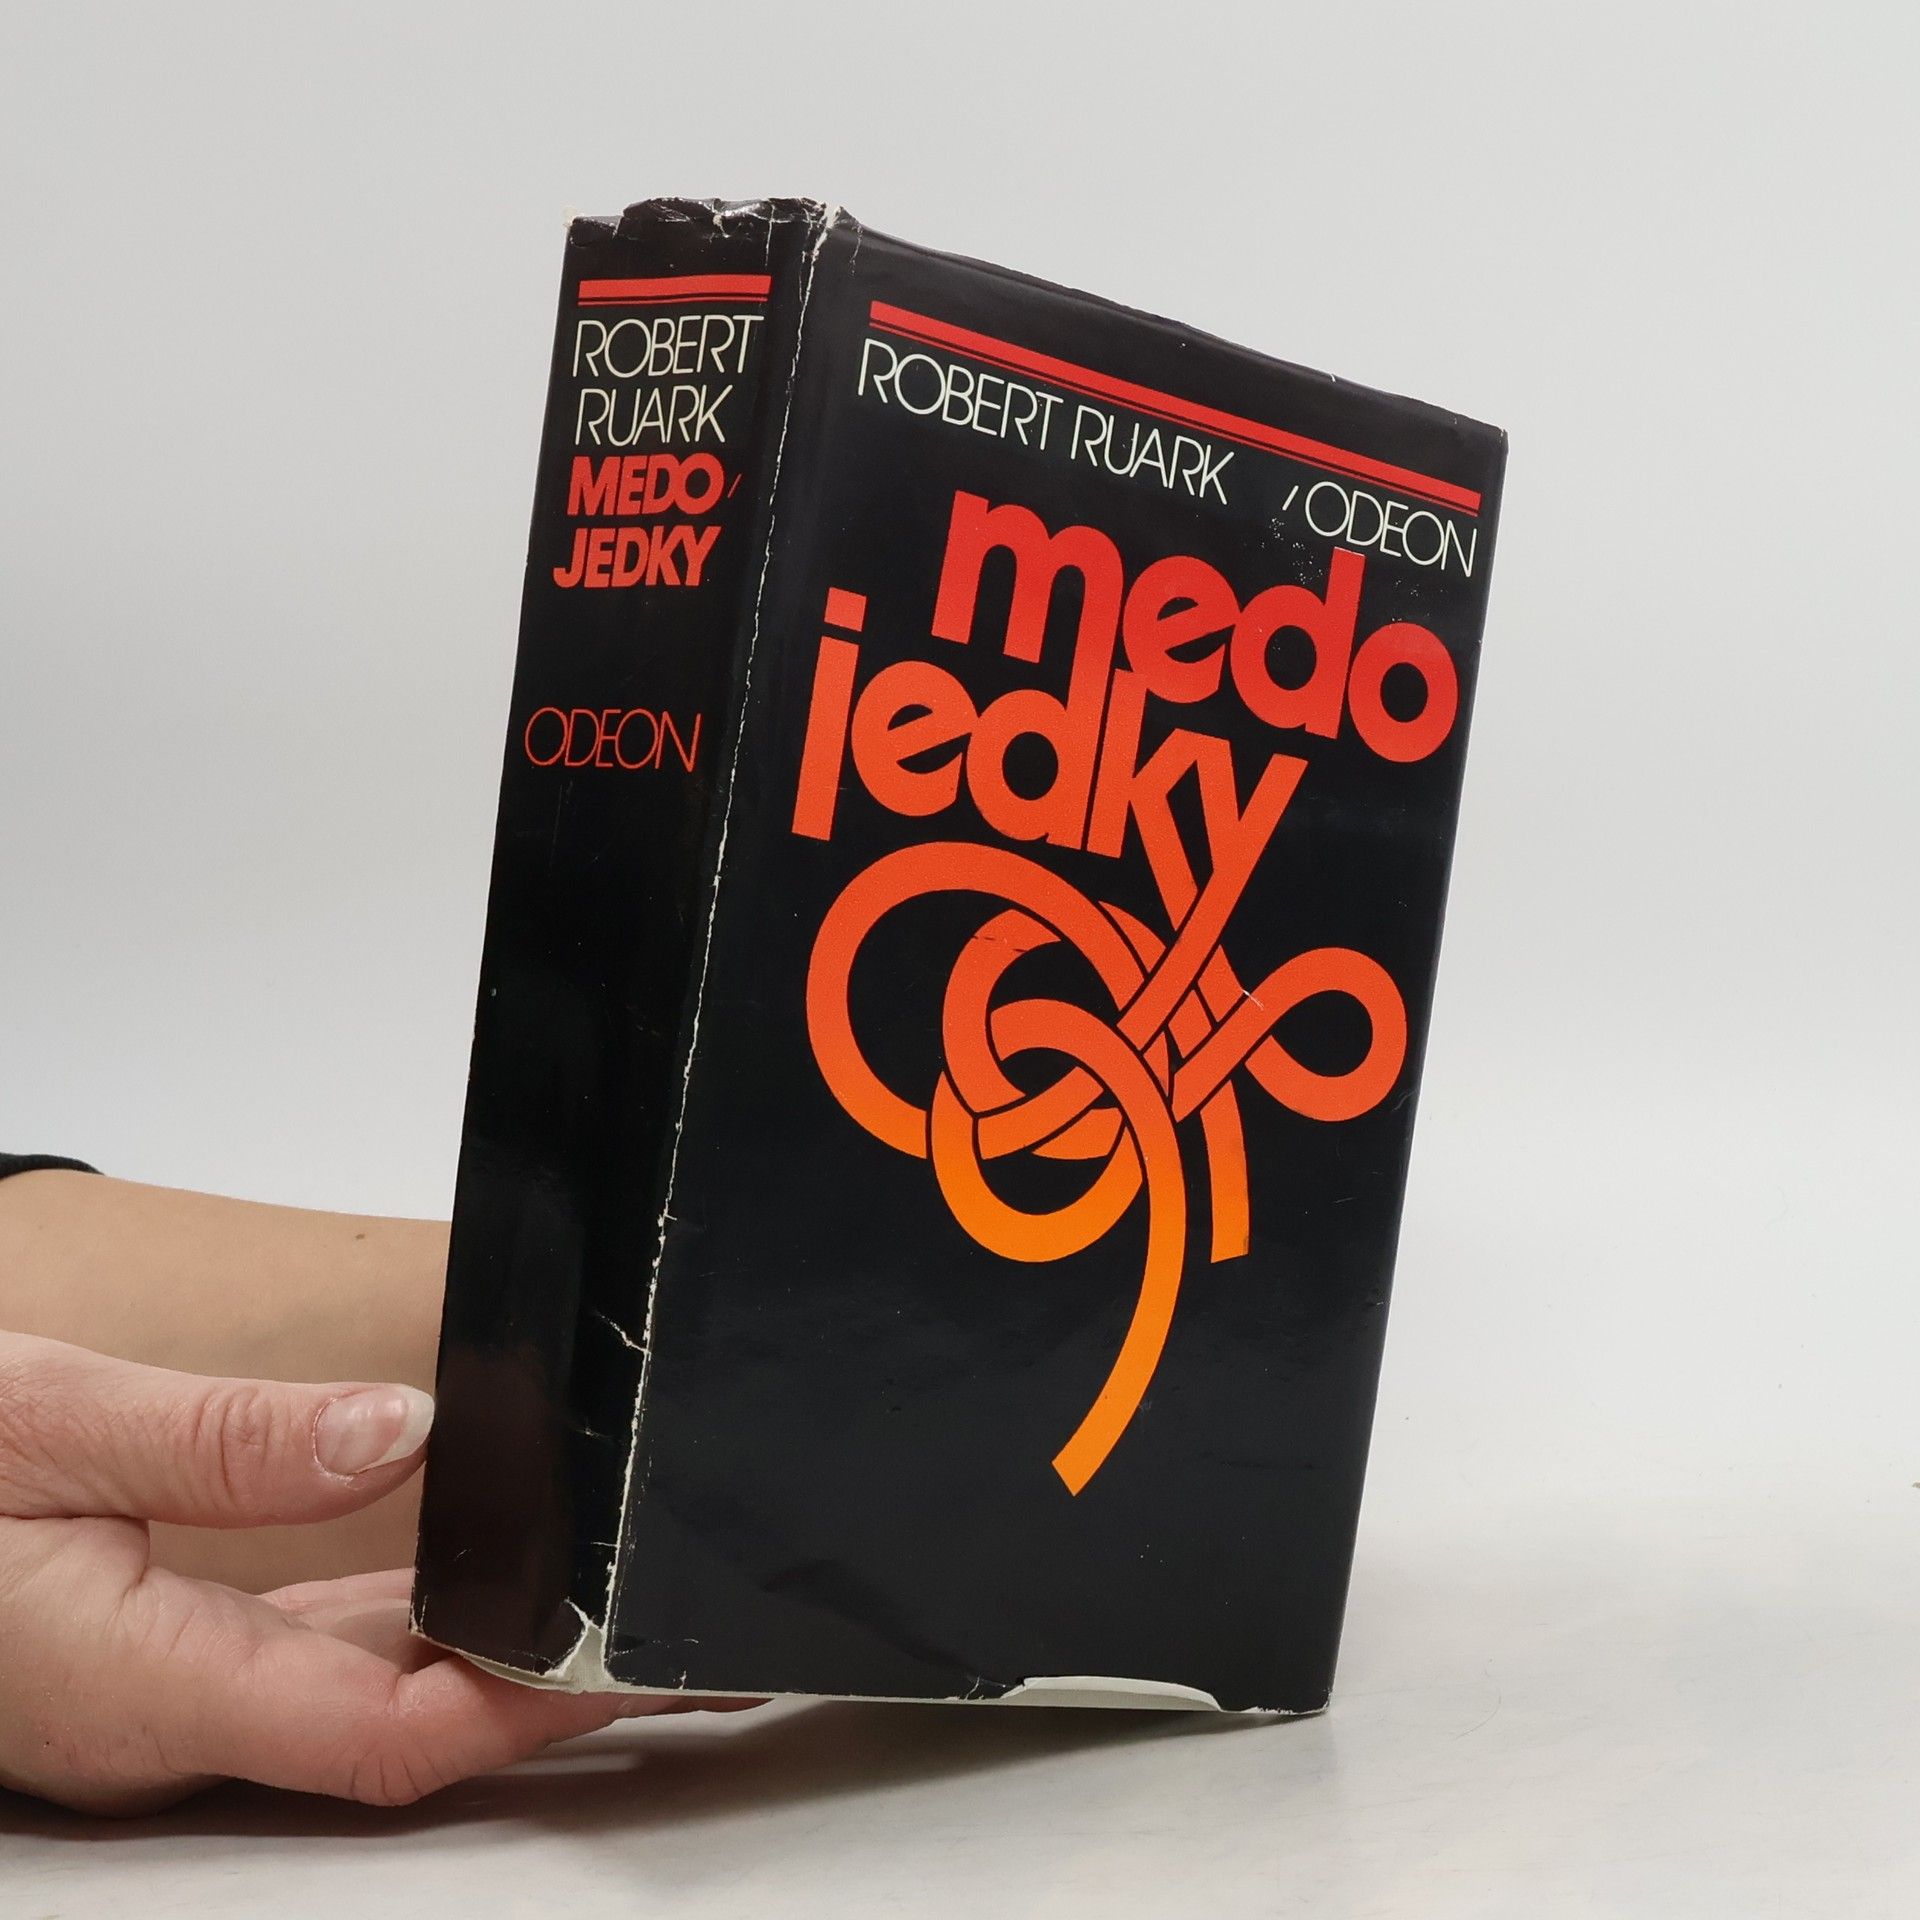 ROBERT
RUARK
MEDO/
JEDKY
ODEON
ROBERT RUARK /ODEON
medo
jedky